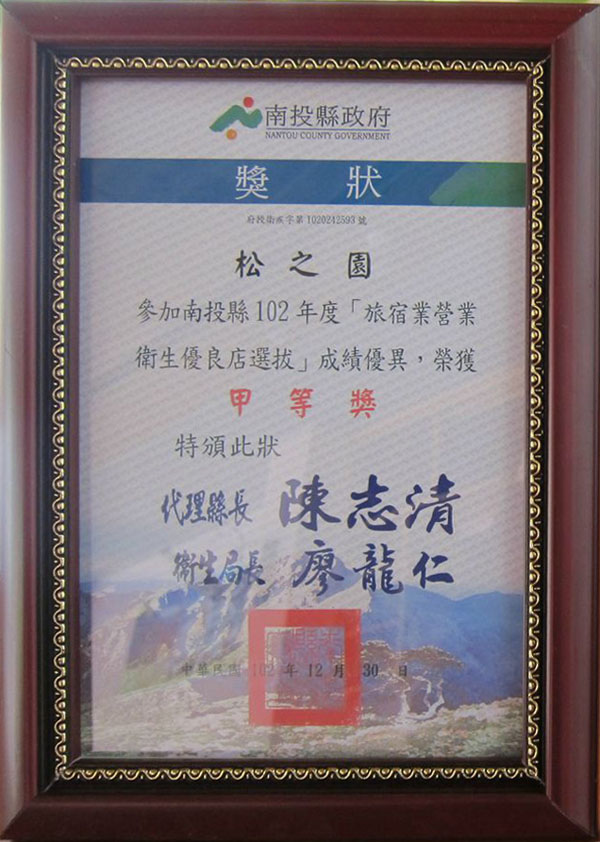 南投縣政府
NANTOU COUNTY GOVERNMENT
獎狀
府授衛疾字第1020242593號
松之園
參加南投縣102年度「旅宿業營業
衛生優良店選拔」成績優異，榮獲
甲等獎
特頒此狀
代理縣長 陳志清
衛生局長 廖龍仁
中華民國 102 年 12 月 30 日